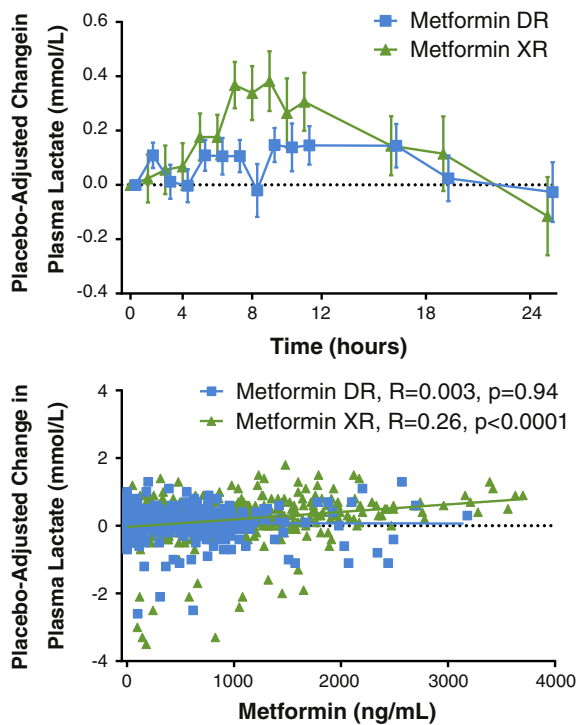 Placebo-Adjusted Changein
Plasma Lactate (mmol/L)
Metformin DR
Metformin XR
0.6
0.4
0.2
0.0
-0.2
-0.4
0 4 8 12 18 24
Time (hours)
Placebo-Adjusted Change in
Plasma Lactate (mmol/L)
Metformin DR, R=0.003, p=0.94
Metformin XR, R=0.26, p<0.0001
4
2
0
-2
-4
0 1000 2000 3000 4000
Metformin (ng/mL)